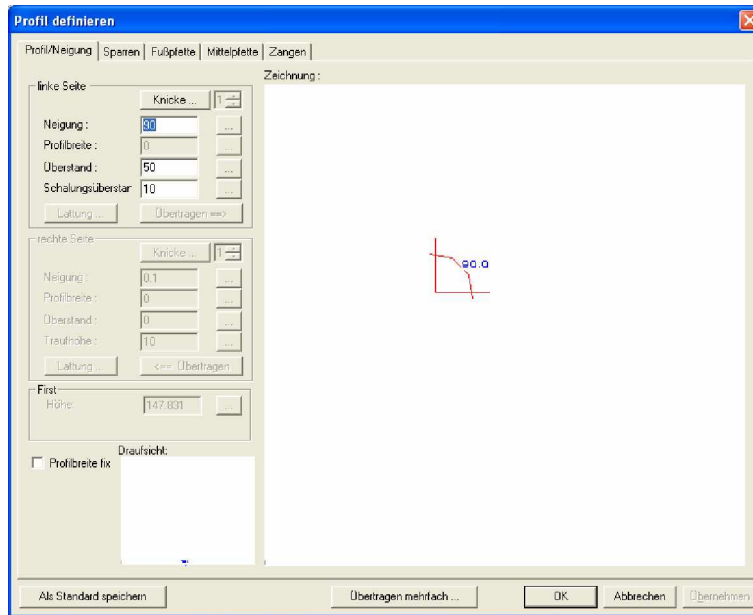 Profil definieren
Profil/Neigung Sparren Fußpfette Mittelpfette Zangen
linke Seite
Knicke ... 1
Neigung : 90 ...
Profilbreite : 0 ...
Überstand : 50 ...
Schalungsüberstar 10 ...
Lattung ... Übertragen ==>
rechte Seite
Knicke ... 1
Neigung : 0.1 ...
Profilbreite : 0 ...
Überstand : 0 ...
Traufhöhe : 10 ...
Lattung ... <== Übertragen
First
Höhe: 147.831 ...
Profilbreite fix
Draufsicht:
Zeichnung :
90.0
Als Standard speichern Übertragen mehrfach ... OK Abbrechen Übernehmen